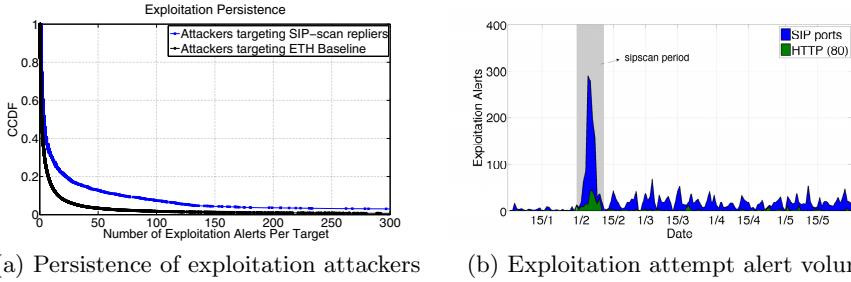 Exploitation Persistence
1
0.8
0.6
0.4
0.2
0
CCDF
Attackers targeting SIP-scan repliers
Attackers targeting ETH Baseline
0 50 100 150 200 250 300
Number of Exploitation Alerts Per Target
(a) Persistence of exploitation attackers
400
300
200
100
0
Exploitation Alerts
SIP ports
HTTP (80)
sipscan period
15/1 1/2 15/2 1/3 15/3 1/4 15/4 1/5 15/5
Date
(b) Exploitation attempt alert